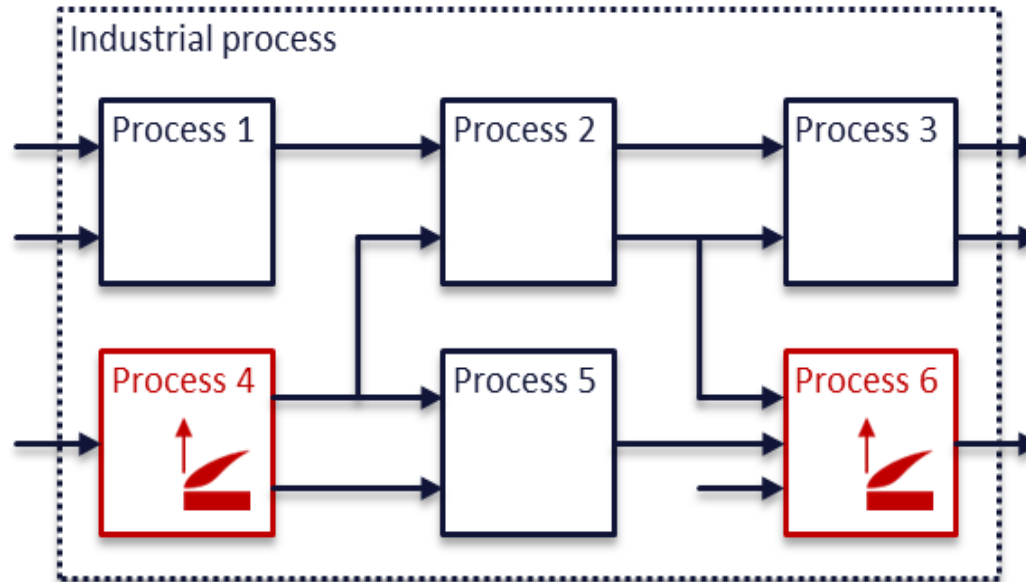 Industrial process
Process 1
Process 2
Process 3
Process 4
Process 5
Process 6